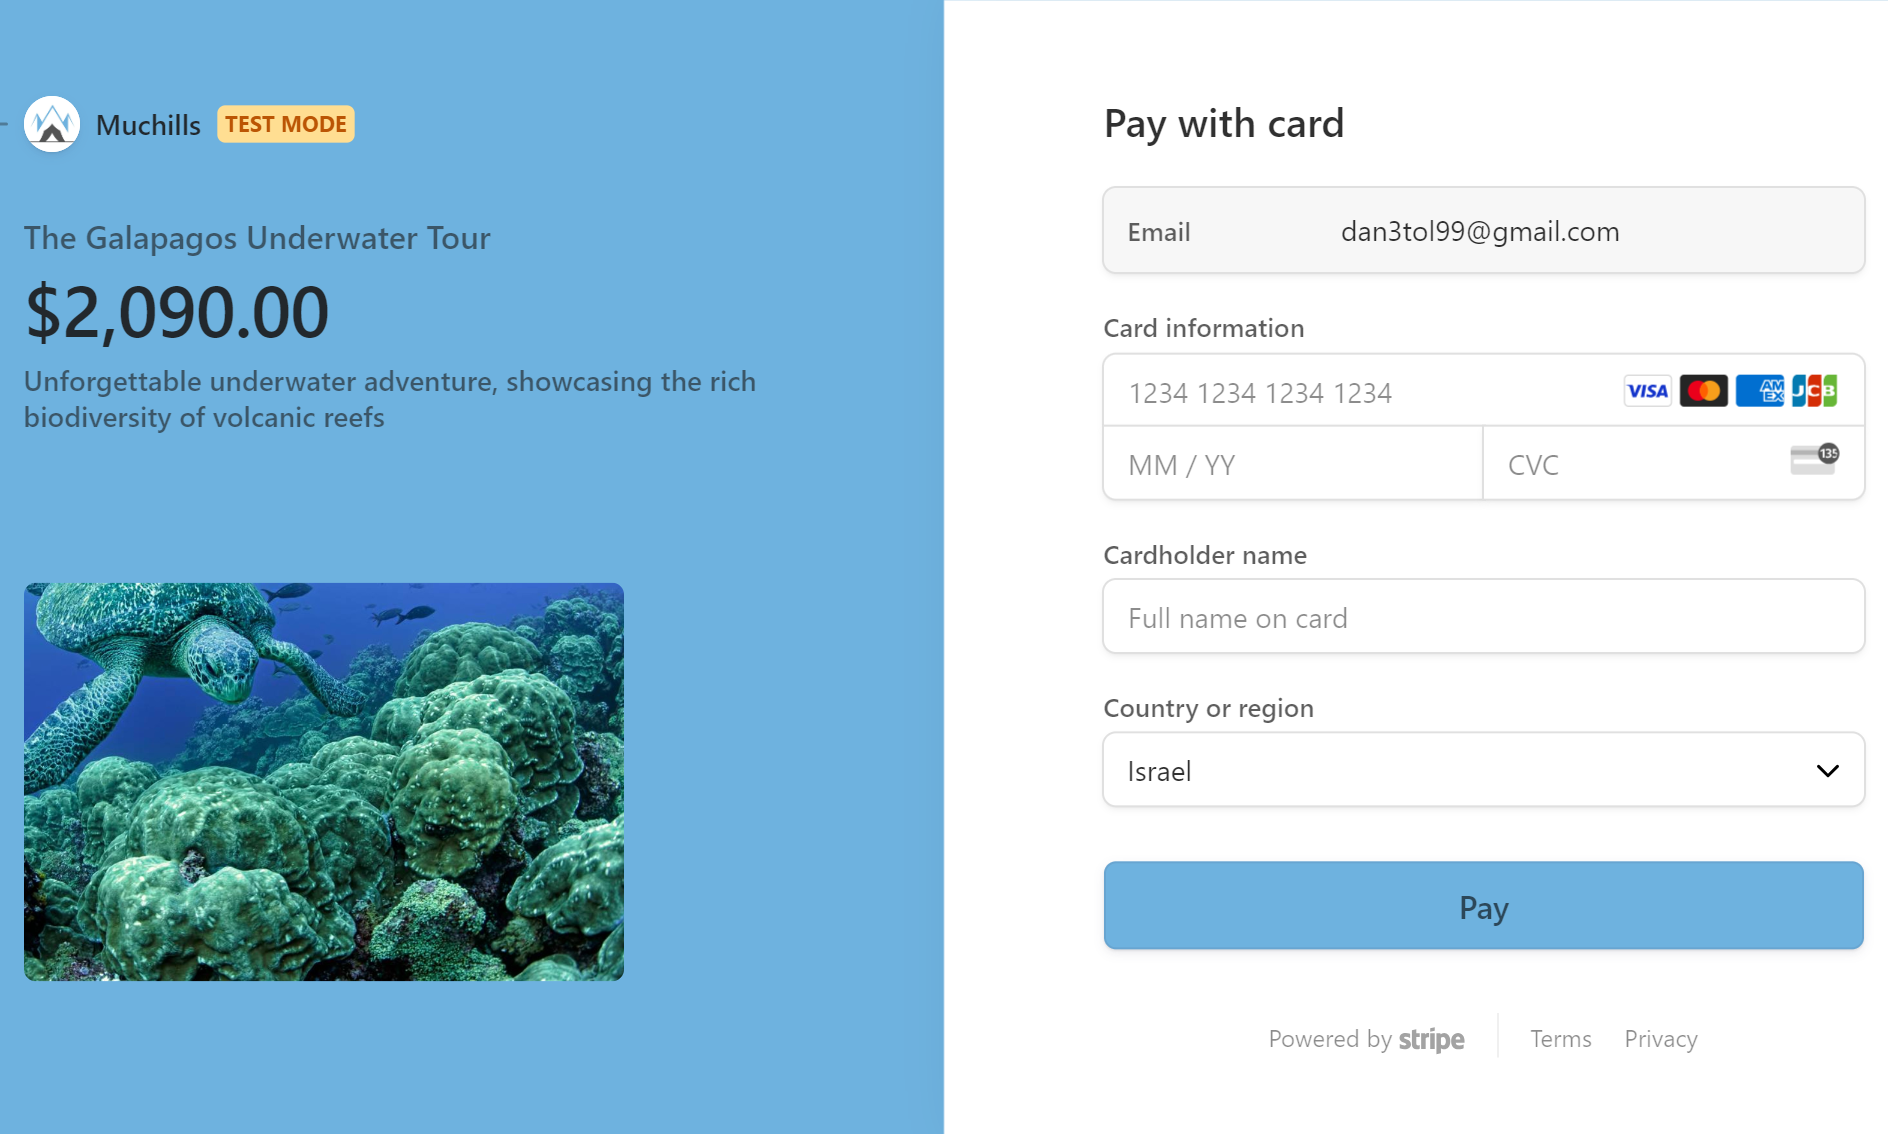 Muchills TEST MODE
The Galapagos Underwater Tour
$2,090.00
Unforgettable underwater adventure, showcasing the rich
biodiversity of volcanic reefs
Pay with card
Email dan3tol99@gmail.com
Card information
1234 1234 1234 1234 VISA AMEX JCB
MM / YY CVC 135
Cardholder name
Full name on card
Country or region
Israel
Pay
Powered by stripe Terms Privacy